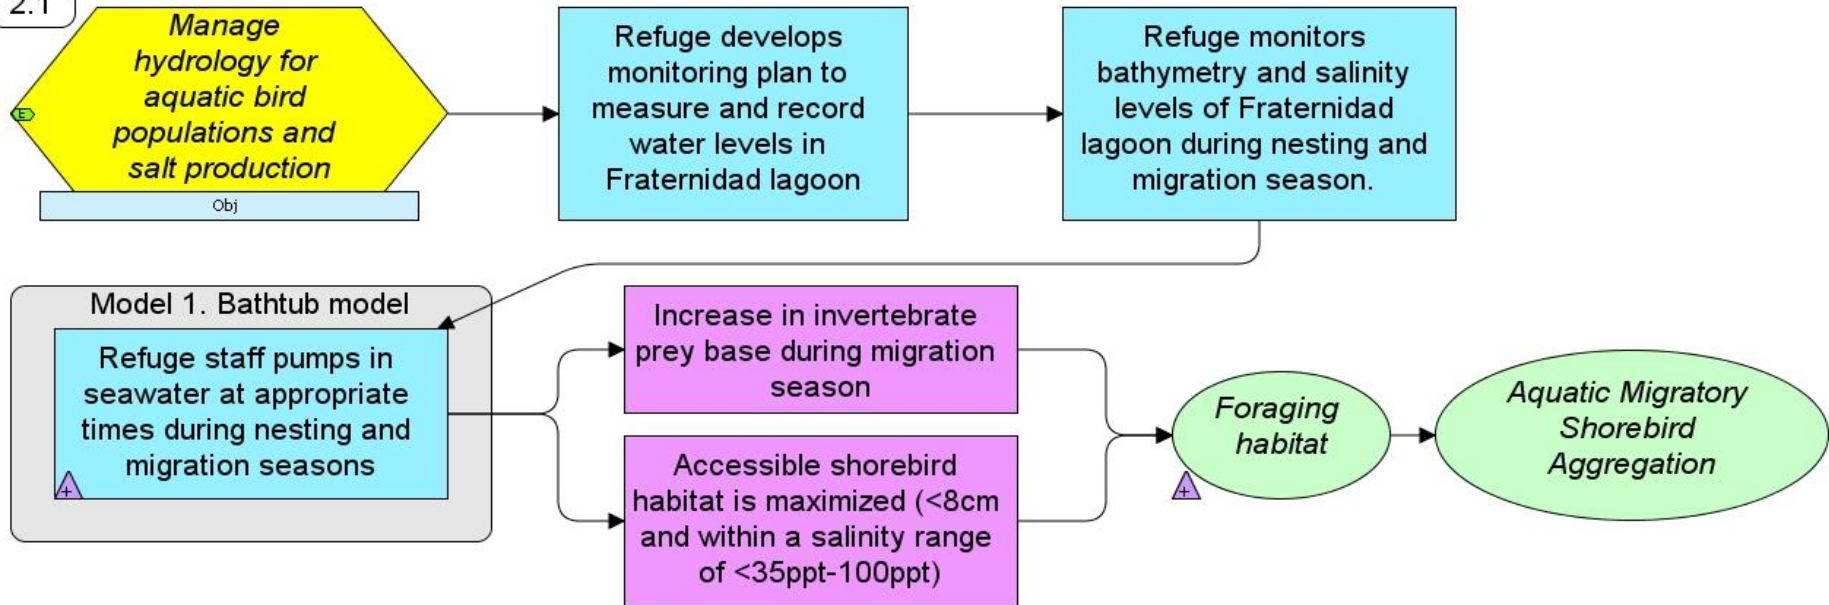 2.1
Manage
hydrology for
aquatic bird
populations and
salt production
E
Obj
Refuge develops
monitoring plan to
measure and record
water levels in
Fraternidad lagoon
Refuge monitors
bathymetry and salinity
levels of Fraternidad
lagoon during nesting and
migration season.
Model 1. Bathtub model
Refuge staff pumps in
seawater at appropriate
times during nesting and
migration seasons
+
Increase in invertebrate
prey base during migration
season
Accessible shorebird
habitat is maximized (<8cm
and within a salinity range
of <35ppt-100ppt)
Foraging
habitat
+
Aquatic Migratory
Shorebird
Aggregation